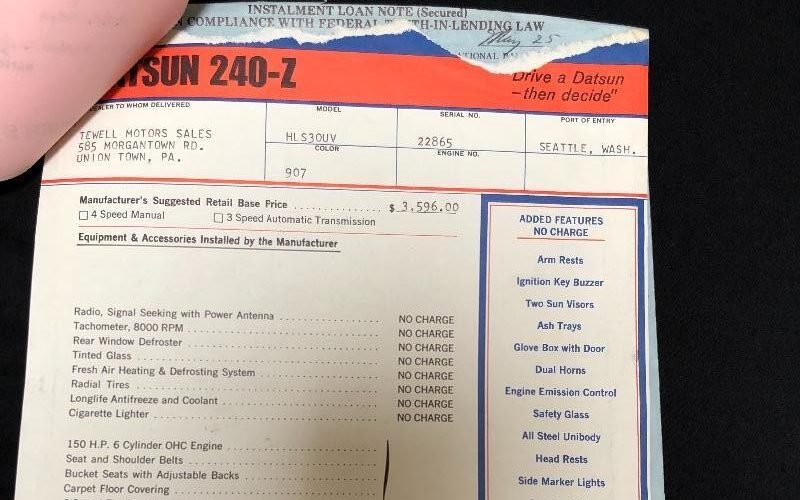 INSTALMENT LOAN NOTE (Secured)
COMPLIANCE WITH FEDERAL TH-IN-LENDING LAW
May 25
TSUN 240-Z
Drive a Datsun
—then decide"
DEALER TO WHOM DELIVERED
TEWELL MOTORS SALES
585 MORGANTOWN RD.
UNION TOWN, PA.
MODEL
HLS30UV
COLOR
907
SERIAL NO.
22865
ENGINE NO.
PORT OF ENTRY
SEATTLE, WASH.
Manufacturer's Suggested Retail Base Price ............... $ 3,596.00
4 Speed Manual 3 Speed Automatic Transmission
Equipment & Accessories Installed by the Manufacturer
Radio, Signal Seeking with Power Antenna NO CHARGE
Tachometer, 8000 RPM NO CHARGE
Rear Window Defroster NO CHARGE
Tinted Glass NO CHARGE
Fresh Air Heating & Defrosting System NO CHARGE
Radial Tires NO CHARGE
Longlife Antifreeze and Coolant NO CHARGE
Cigarette Lighter NO CHARGE
150 H.P. 6 Cylinder OHC Engine
Seat and Shoulder Belts
Bucket Seats with Adjustable Backs
Carpet Floor Covering
ADDED FEATURES
NO CHARGE
Arm Rests
Ignition Key Buzzer
Two Sun Visors
Ash Trays
Glove Box with Door
Dual Horns
Engine Emission Control
Safety Glass
All Steel Unibody
Head Rests
Side Marker Lights